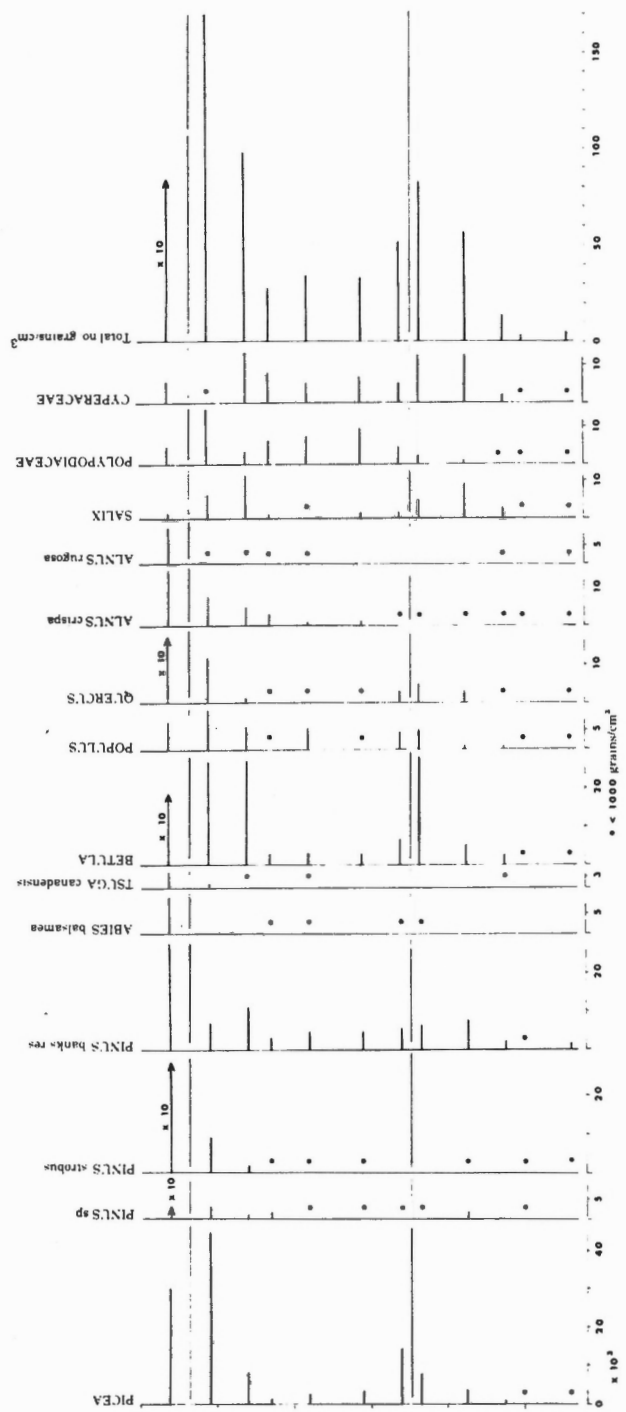 PICEA
PINUS sp
PINUS strobus
PINUS banks res
ABIES balsamea
TSUGA canadensis
BETULA
POPULUS
QUERCUS
ALNUS crispa
ALNUS rugosa
SALIX
POLYPODIACEAE
CYPERACEAE
Total no grains/cm³
x 10
x 10
x 10
x 10
x 10
0 20 40
5
20
20
5
3
20
5
10
10
5
10
10
10
0 50 100 150
x 10³
• < 1000 grains/cm³